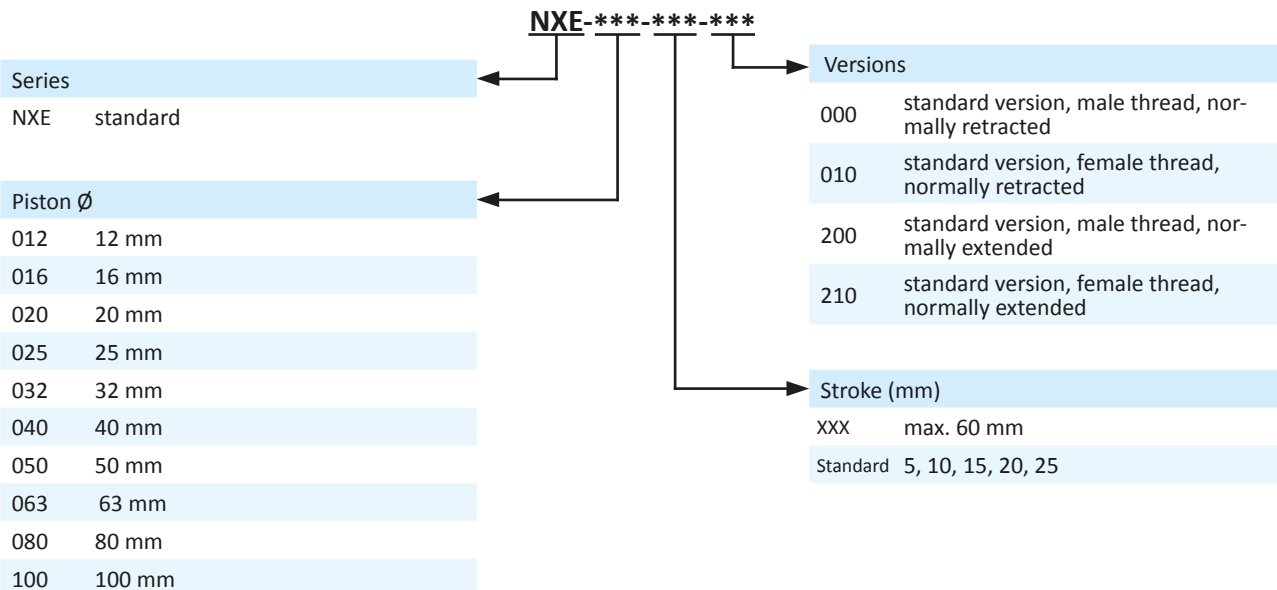 NXE-***-***-***
Series
NXE standard
Piston Ø
012 12 mm
016 16 mm
020 20 mm
025 25 mm
032 32 mm
040 40 mm
050 50 mm
063 63 mm
080 80 mm
100 100 mm
Versions
000 standard version, male thread, nor-
mally retracted
010 standard version, female thread,
normally retracted
200 standard version, male thread, nor-
mally extended
210 standard version, female thread,
normally extended
Stroke (mm)
XXX max. 60 mm
Standard 5, 10, 15, 20, 25